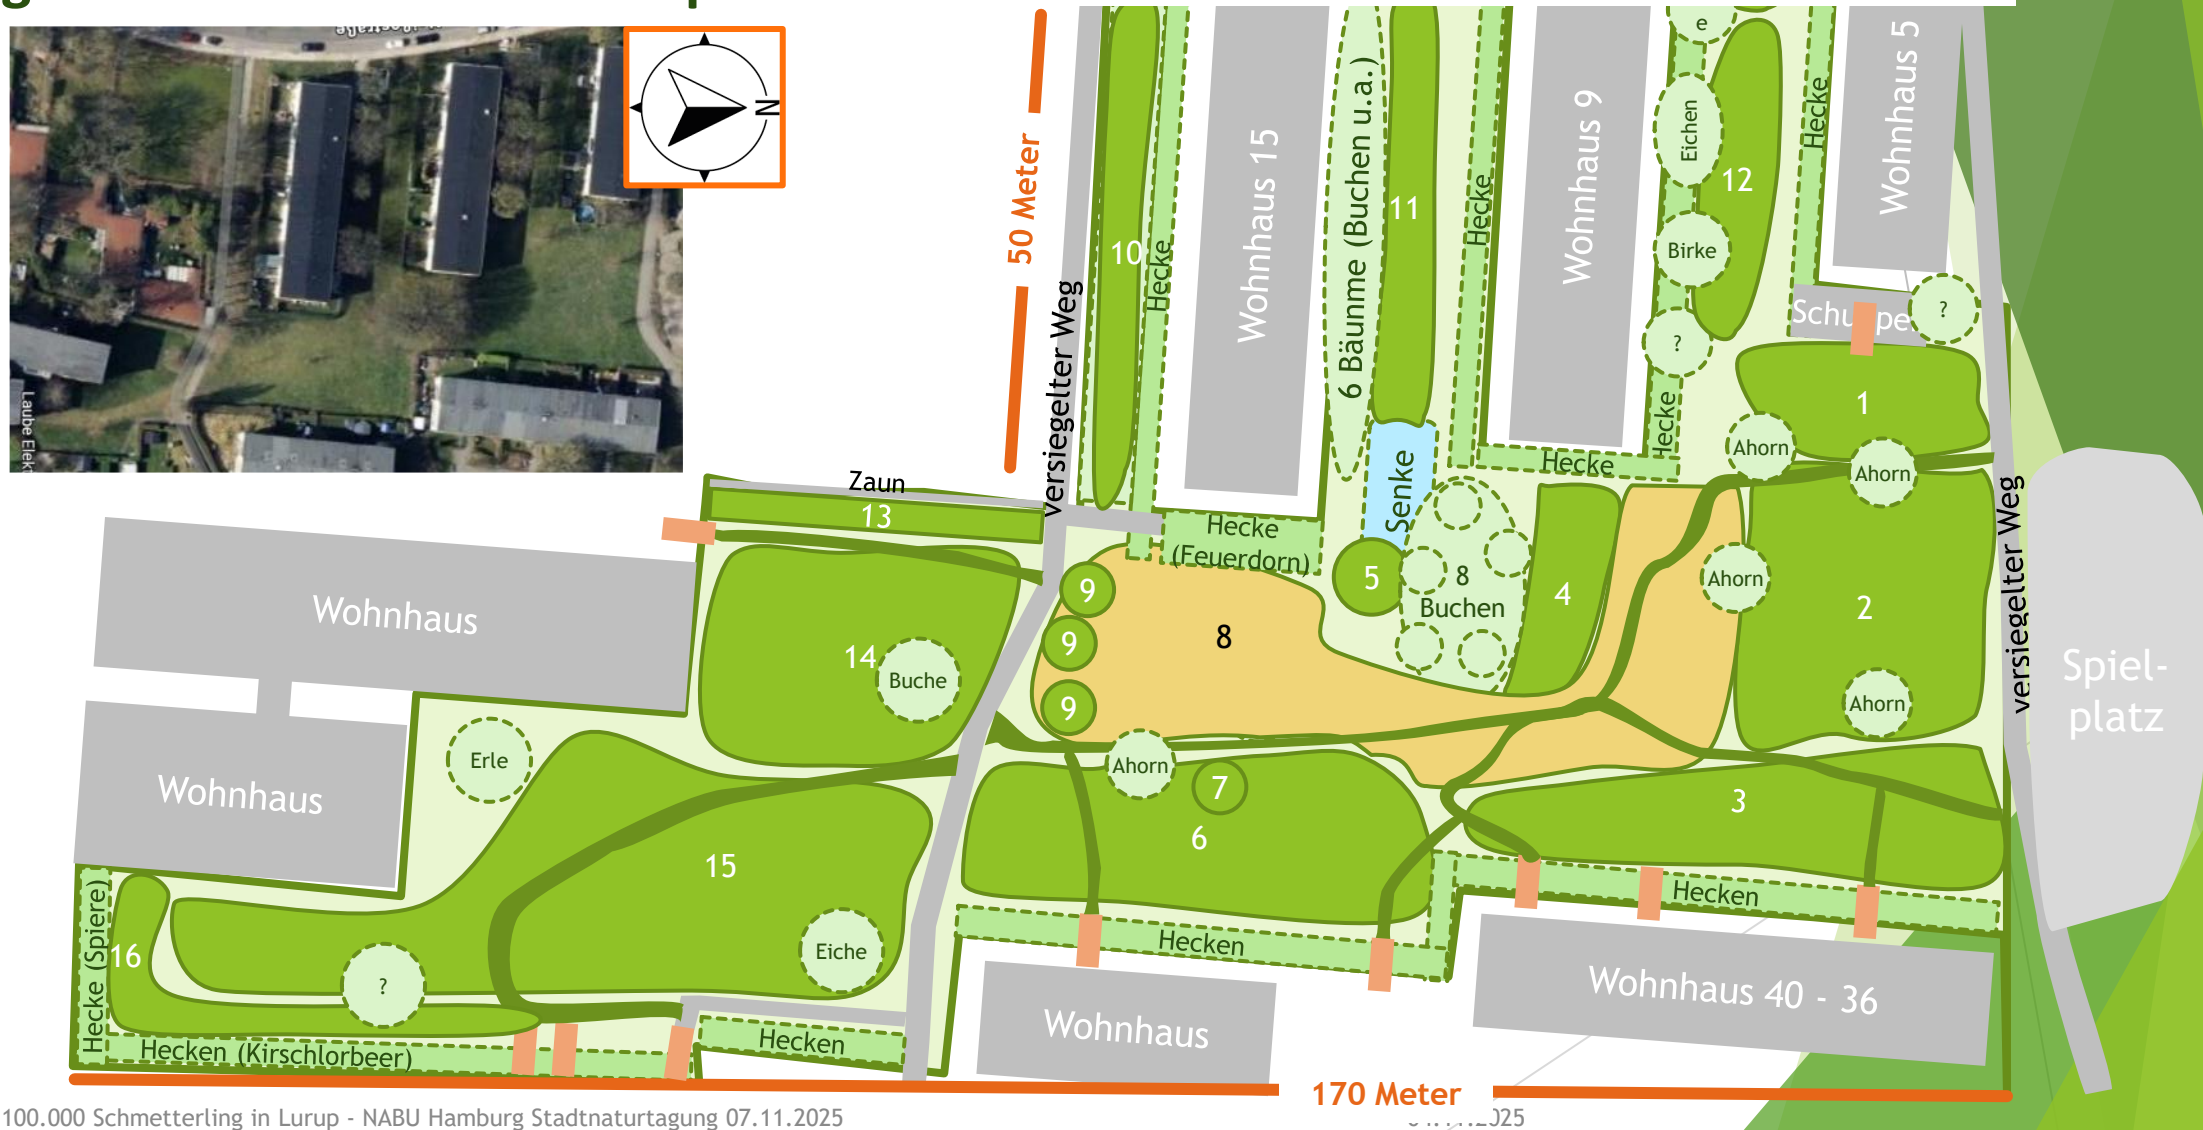 N
Laube Elekt
50 Meter
versiegelter Weg
10
Hecke
Wohnhaus 15
6 Bäunme (Buchen u.a.)
11
Hecke
Wohnhaus 9
e
Eichen
Birke
?
Hecke
12
Hecke
Wohnhaus 5
?
1
Ahorn
Ahorn
Hecke
Senke
Hecke
(Feuerdorn)
Zaun
13
Wohnhaus
14
Buche
9
9
9
8
5
8
Buchen
4
Ahorn
2
Ahorn
versiegelter Weg
Spiel-
platz
Wohnhaus
Erle
Ahorn
7
6
3
15
Eiche
16
?
Hecke (Spiere)
Hecken (Kirschlorbeer)
Hecken
Hecken
Hecken
Wohnhaus
Wohnhaus 40 - 36
170 Meter
100.000 Schmetterling in Lurup - NABU Hamburg Stadtnaturtagung 07.11.2025